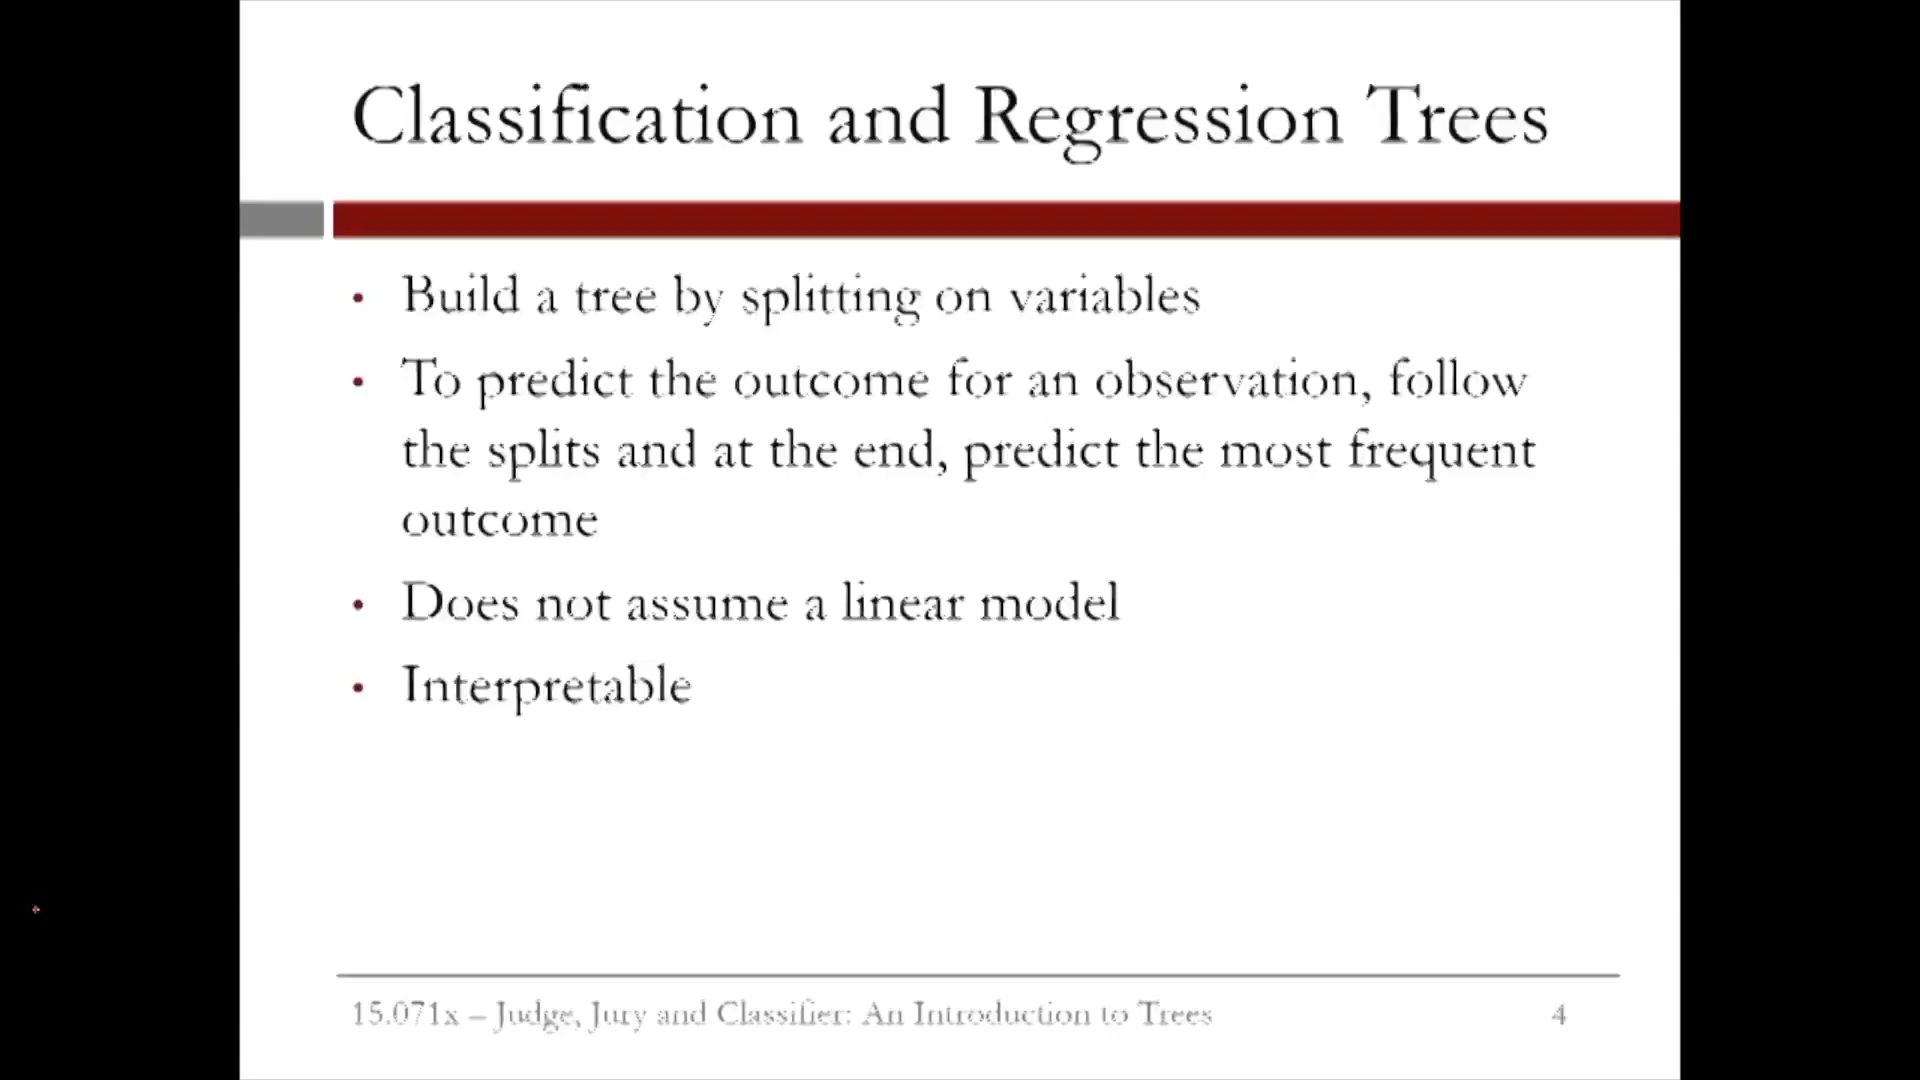 Classification and Regression Trees
• Build a tree by splitting on variables
• To predict the outcome for an observation, follow
the splits and at the end, predict the most frequent
outcome
• Does not assume a linear model
• Interpretable
15.071x – Judge, Jury and Classifier: An Introduction to Trees 4